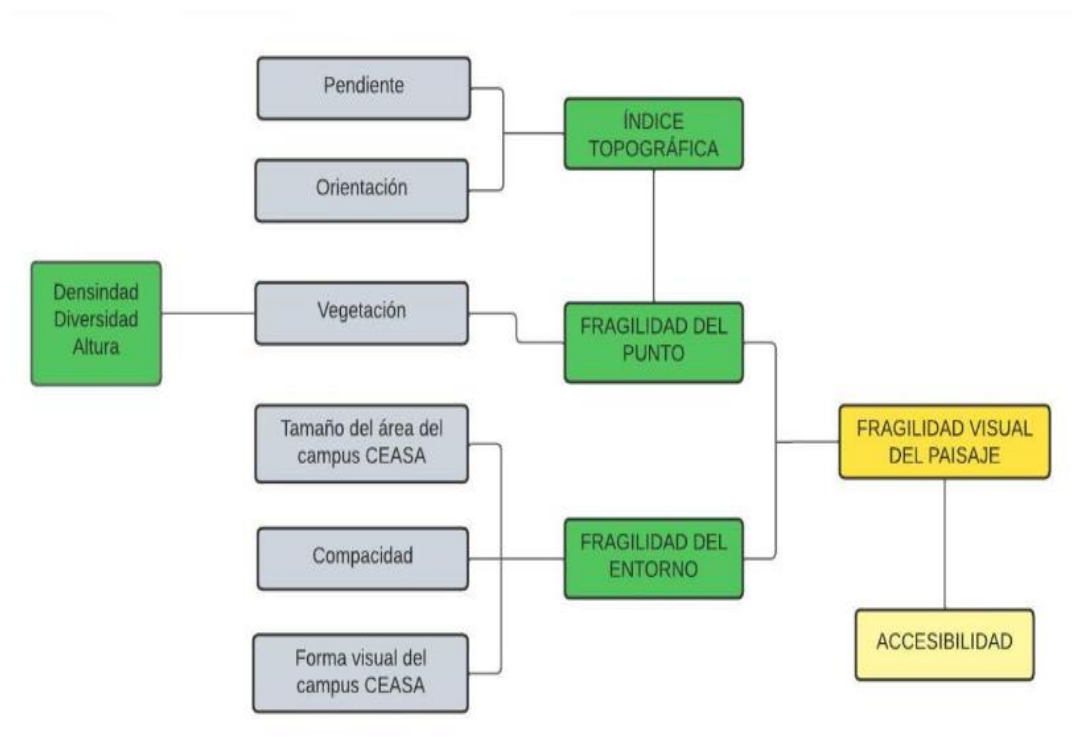 Pendiente
ÍNDICE
TOPOGRÁFICA
Orientación
Densindad
Diversidad
Altura
Vegetación
FRAGILIDAD DEL
PUNTO
Tamaño del área del
campus CEASA
FRAGILIDAD VISUAL
DEL PAISAJE
Compacidad
FRAGILIDAD DEL
ENTORNO
Forma visual del
campus CEASA
ACCESIBILIDAD